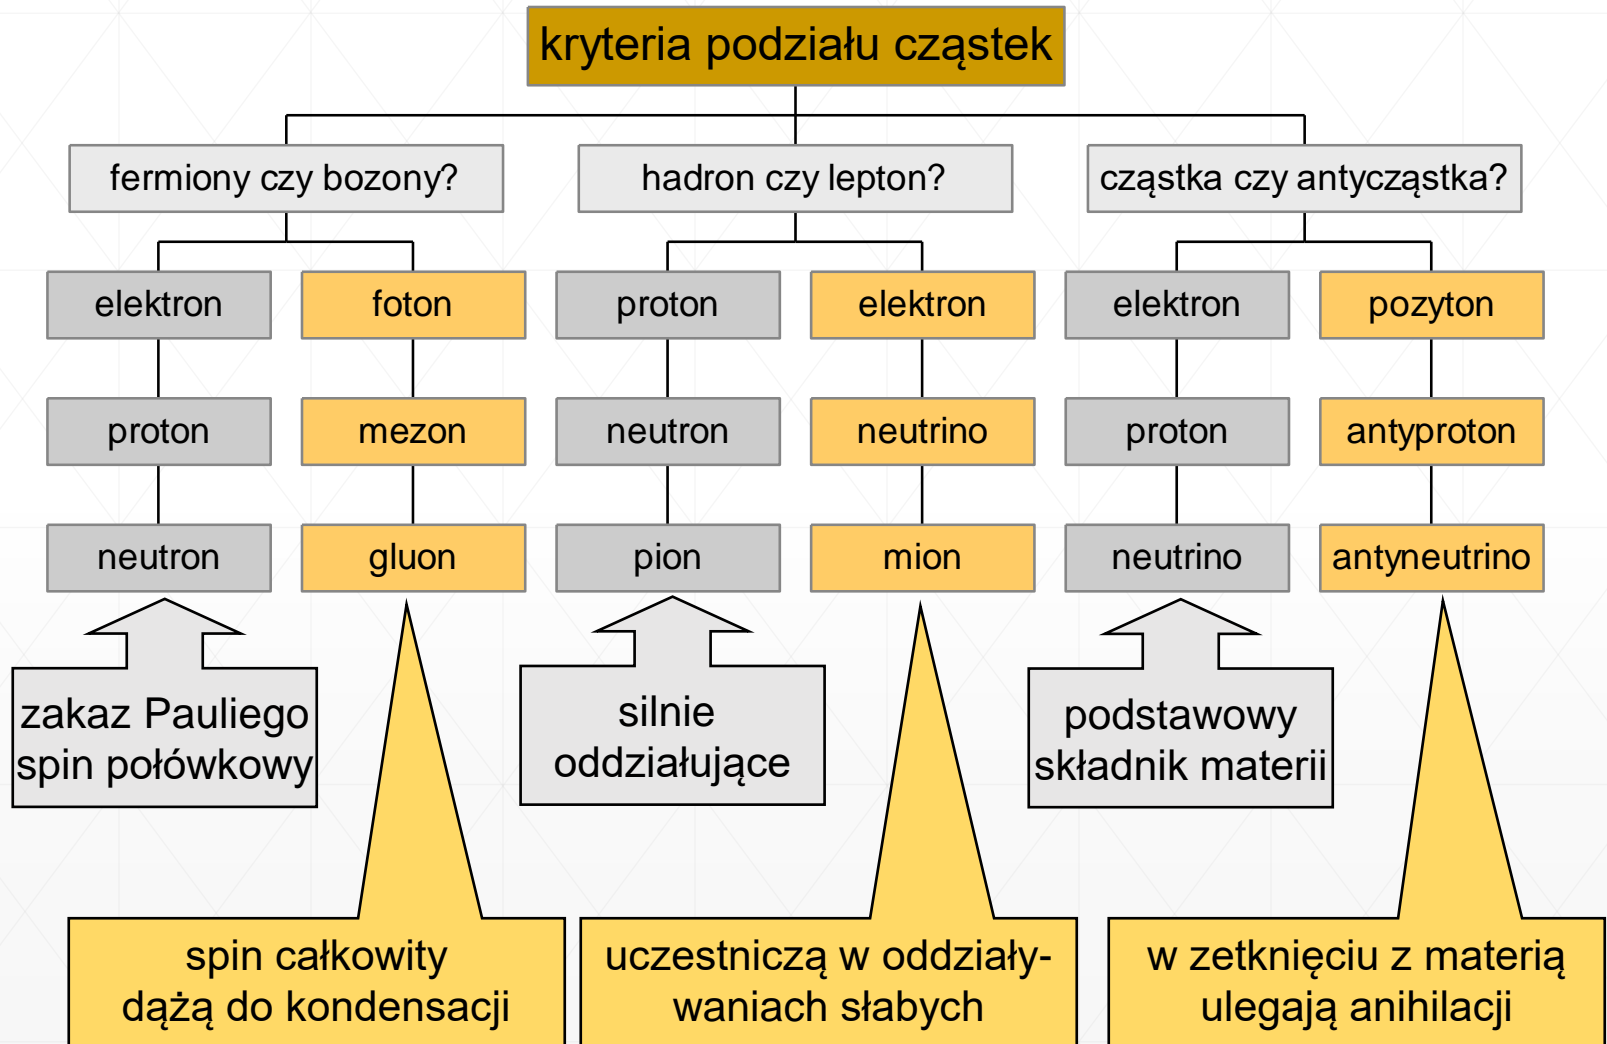 kryteria podziału cząstek
fermiony czy bozony?
hadron czy lepton?
cząstka czy antycząstka?
elektron
foton
proton
elektron
elektron
pozyton
proton
mezon
neutron
neutrino
proton
antyproton
neutron
gluon
pion
mion
neutrino
antyneutrino
zakaz Pauliego
spin połówkowy
silnie
oddziałujące
podstawowy
składnik materii
spin całkowity
dążą do kondensacji
uczestniczą w oddziały-
waniach słabych
w zetknięciu z materią
ulegają anihilacji